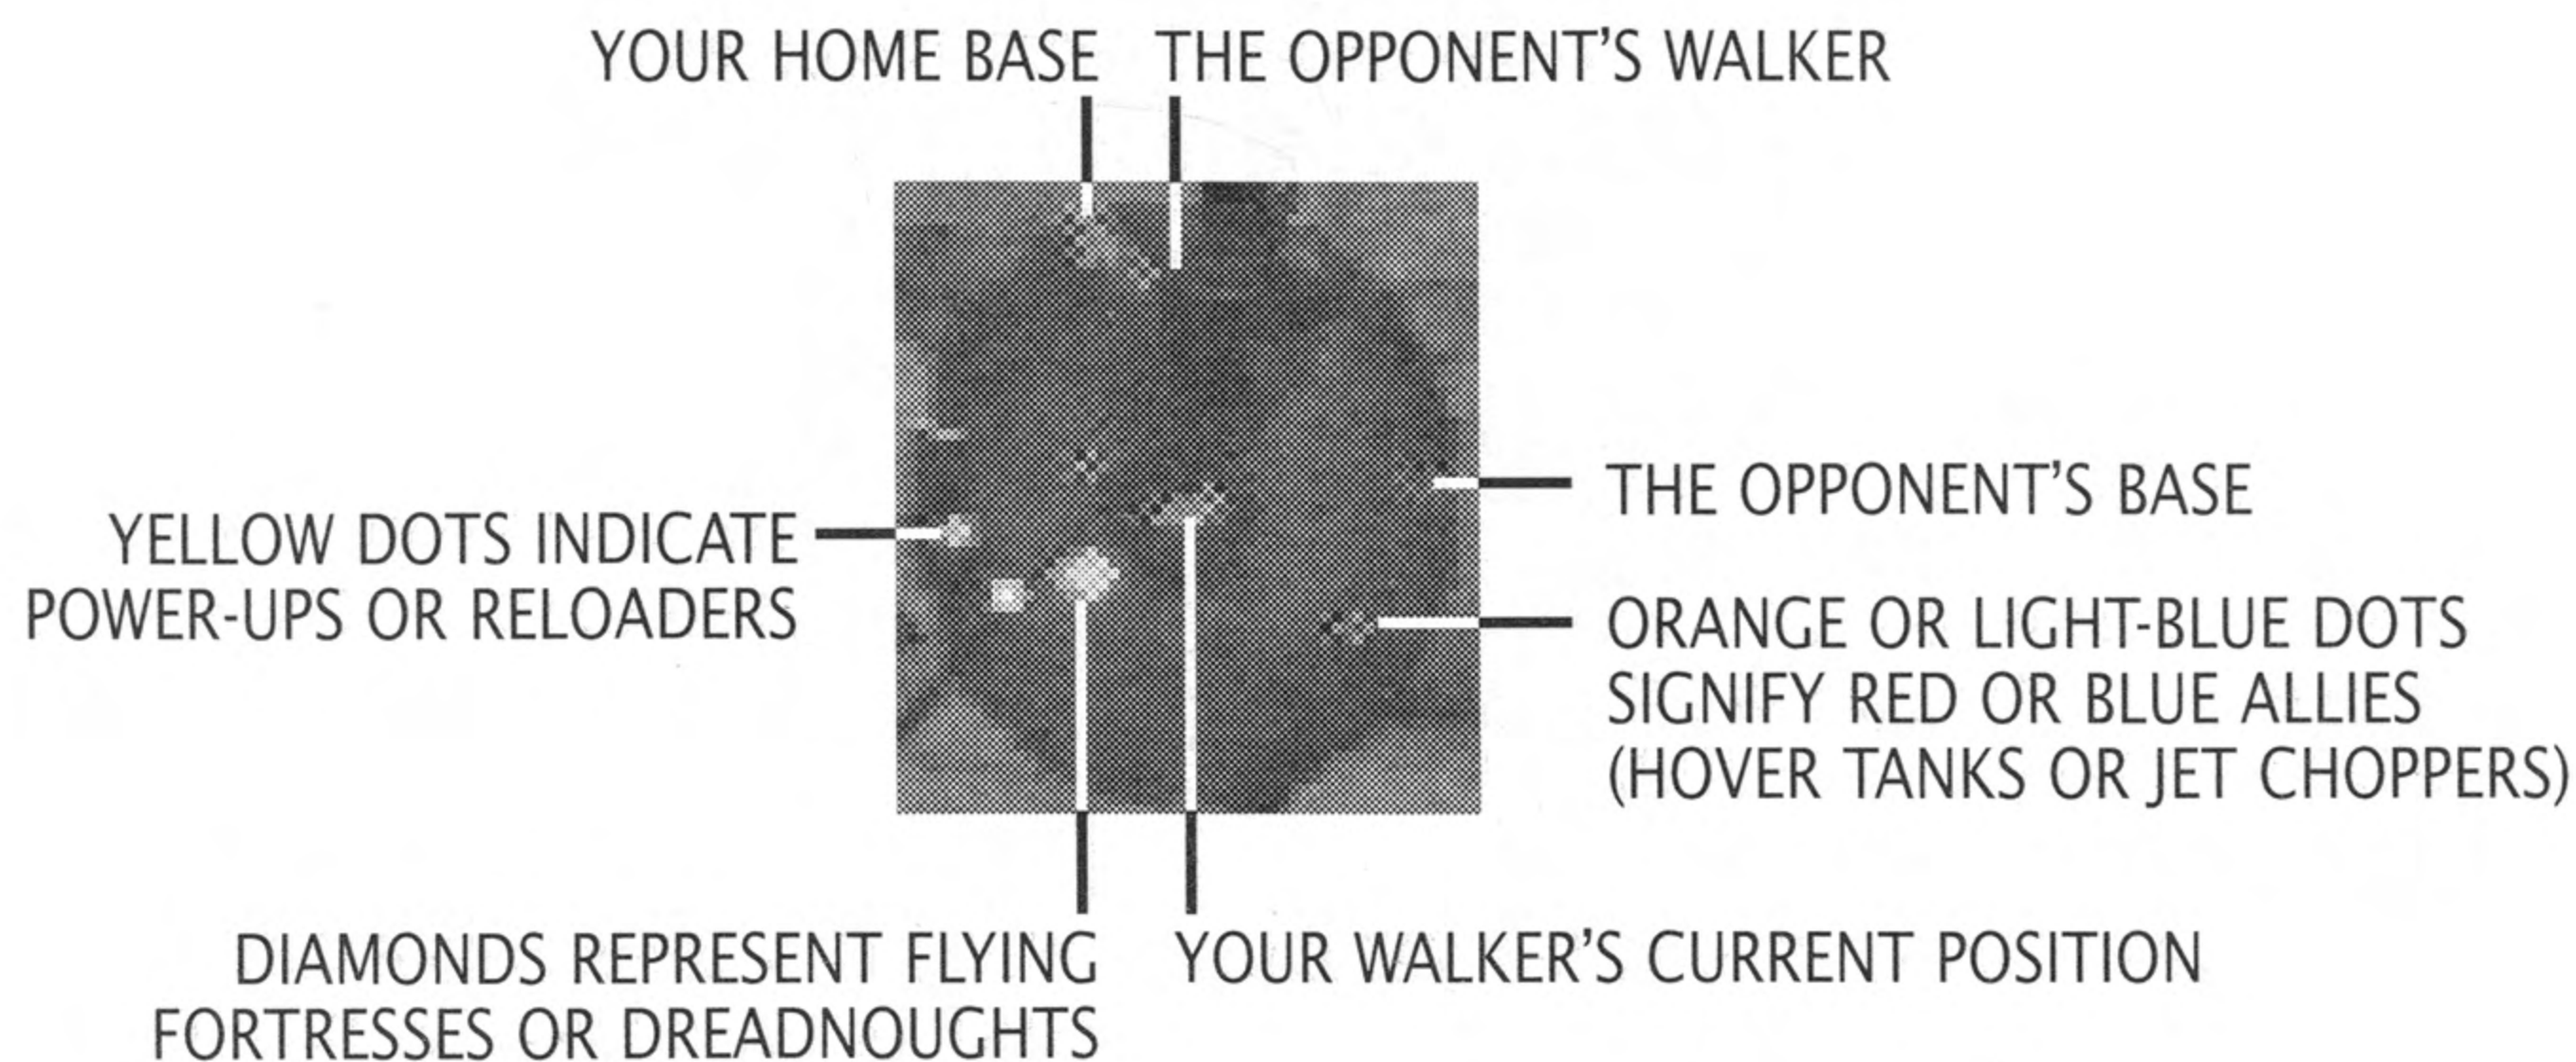 YOUR HOME BASE
THE OPPONENT'S WALKER
THE OPPONENT'S BASE
YELLOW DOTS INDICATE
POWER-UPS OR RELOADERS
ORANGE OR LIGHT-BLUE DOTS
SIGNIFY RED OR BLUE ALLIES
(HOVER TANKS OR JET CHOPPERS)
DIAMONDS REPRESENT FLYING
FORTRESSES OR DREADNOUGHTS
YOUR WALKER'S CURRENT POSITION